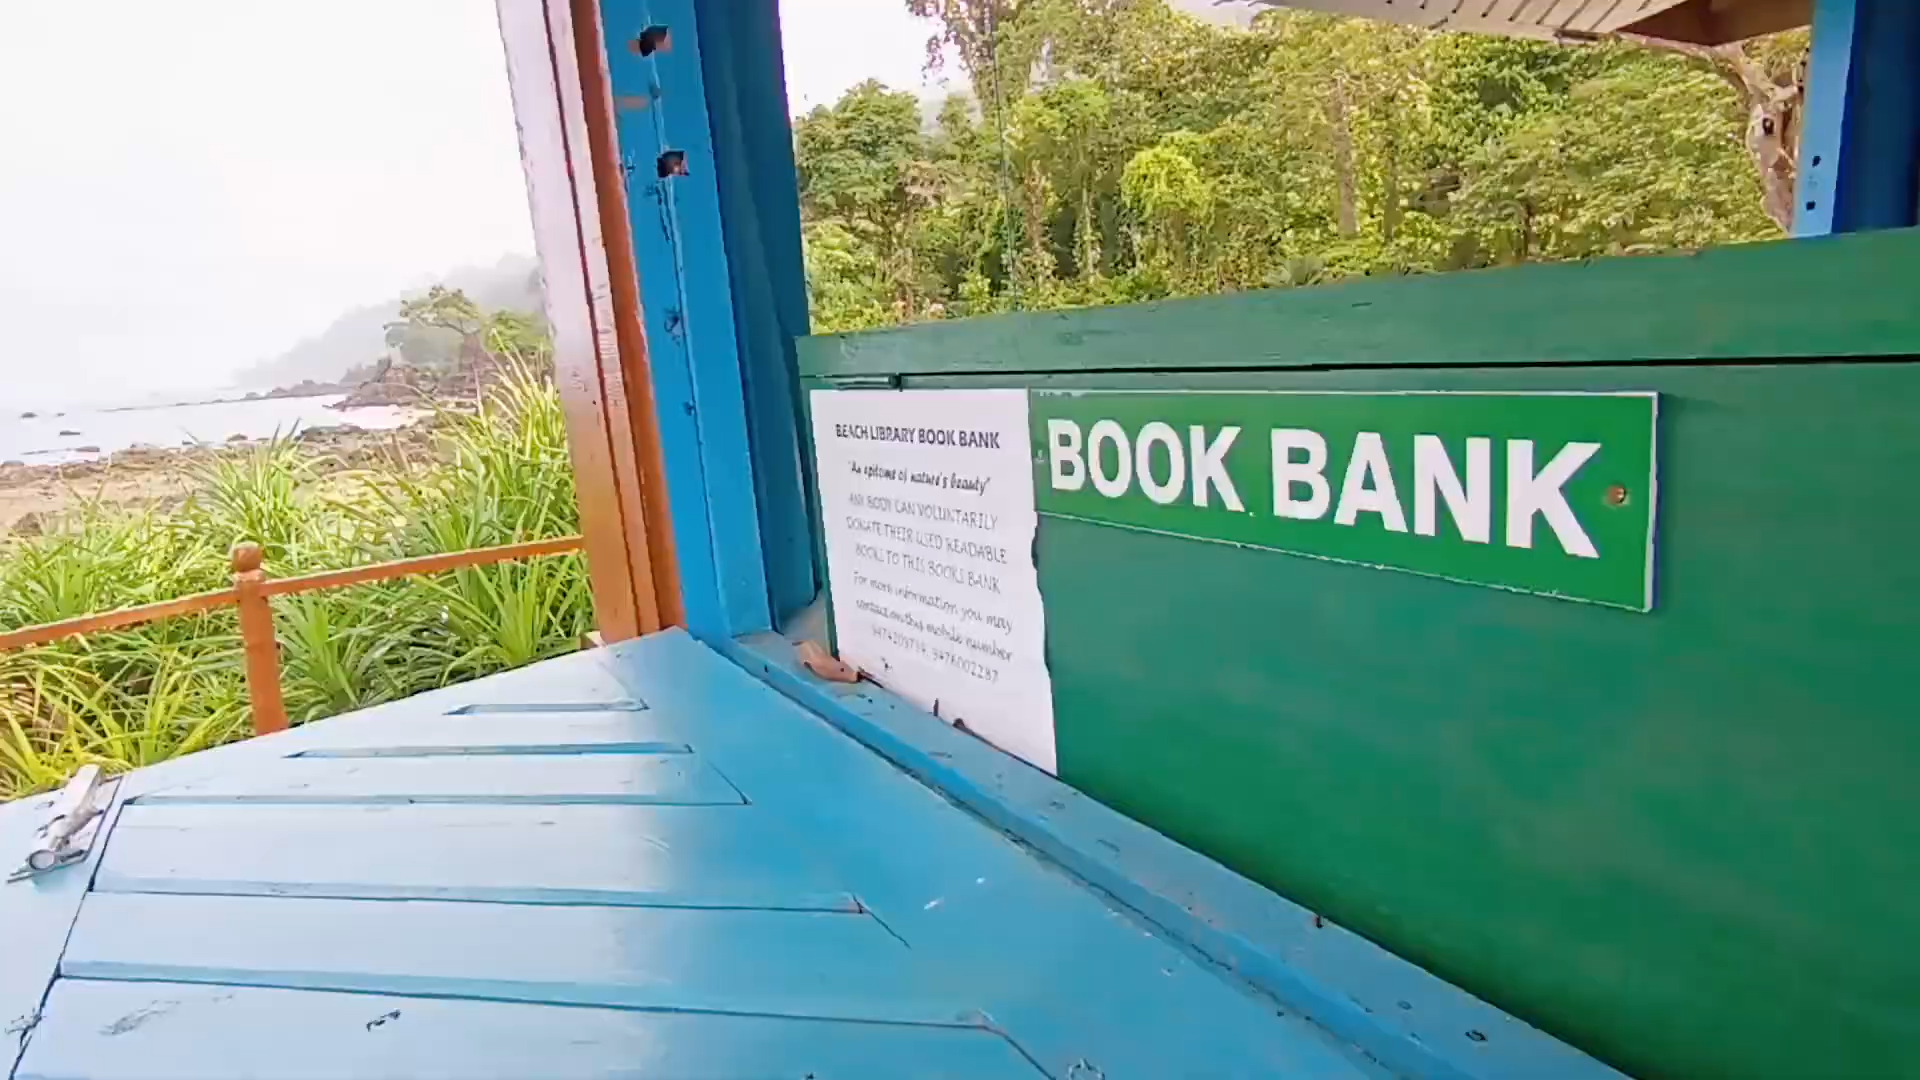 BEACH LIBRARY BOOK BANK
"An epitome of nature's beauty"
ANY BODY CAN VOLUNTARILY
DONATE THEIR USED READABLE
BOOKS TO THIS BOOKS BANK
For more information you may
contact on this mobile number
9476002287
BOOK BANK